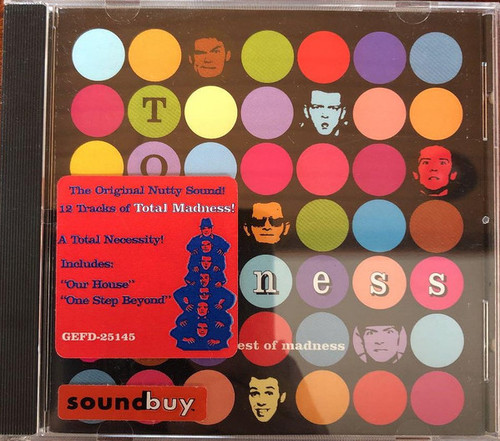 T
O
The Original Nutty Sound!
12 Tracks of Total Madness!
A Total Necessity!
Includes:
"Our House"
"One Step Beyond"
GEFD-25145
ness
est of madness
soundbuy